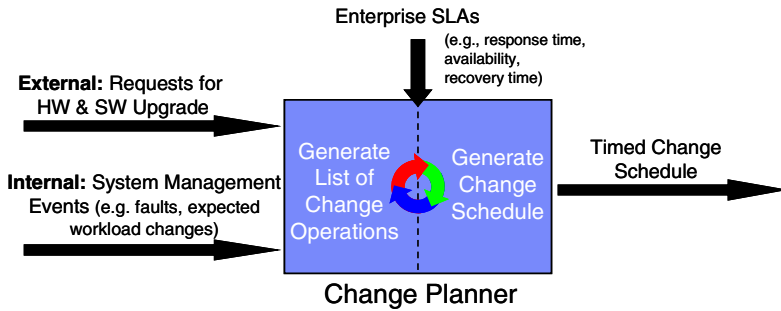 Enterprise SLAs
(e.g., response time,
availability,
recovery time)
External: Requests for
HW & SW Upgrade
Internal: System Management
Events (e.g. faults, expected
workload changes)
Generate
List of
Change
Operations
Generate
Change
Schedule
Timed Change
Schedule
Change Planner